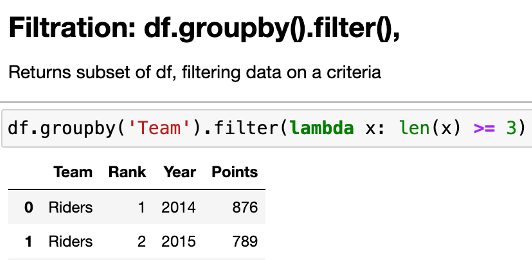 Filtration: df.groupby().filter(),
Returns subset of df, filtering data on a criteria
df.groupby('Team').filter(lambda x: len(x) >= 3)
Team Rank Year Points
0 Riders 1 2014 876
1 Riders 2 2015 789